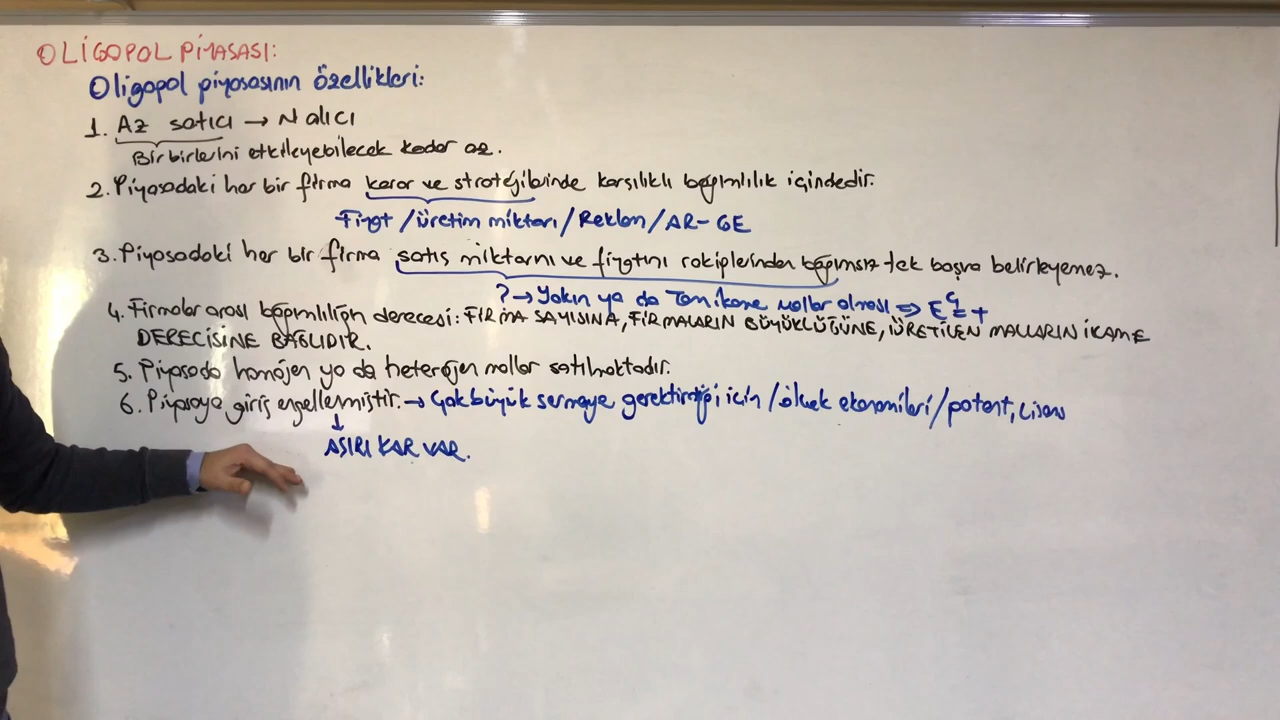 OLİGOPOL PİYASASI:
Oligopol piyasasının özellikleri:
1. Az satıcı → N alıcı
Birbirlerini etkileyebilecek kadar az.
2. Piyasadaki her bir firma karar ve stratejilerinde karşılıklı bağımlılık içindedir.
Fiyat / üretim miktarı / Reklam / AR-GE
3. Piyasadaki her bir firma satış miktarını ve fiyatını rakiplerinden bağımsız tek başına belirleyemez.
? → Yakın ya da Tam ikame mallar olması ⇒ E Ç +
4. Firmalar arası bağımlılığın derecesi: FİRMA SAYISINA, FİRMALARIN BÜYÜKLÜĞÜNE, ÜRETİLEN MALLARIN İKAME
DERECİSİNE BAĞLIDIR.
5. Piyasada homojen ya da heterojen mallar satılmaktadır.
6. Piyasaya giriş engellenmiştir. → Çok büyük sermaye gerektirdiği için / ölçek ekonomileri / patent, lisans
↓
AŞIRI KAR VAR.